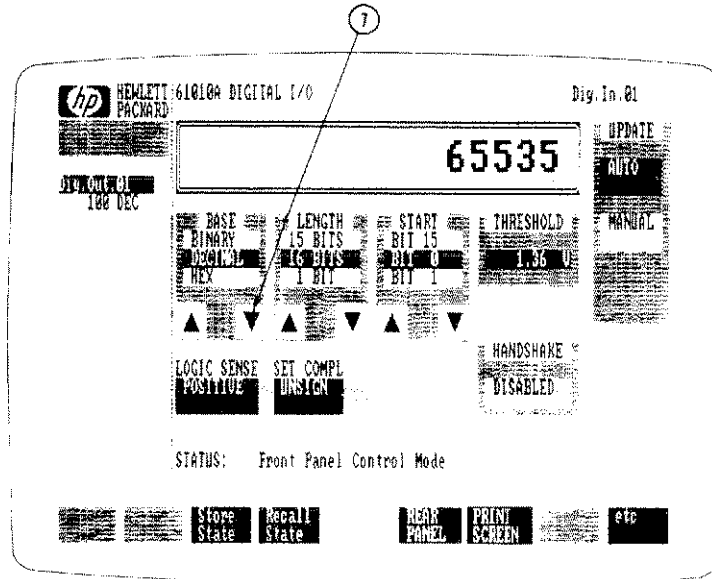 7
hp HEWLETT PACKARD
61010A DIGITAL I/O
Dig.In.01
65535
Dig.Out.01
100 DEC
BASE
BINARY
DECIMAL
HEX
LENGTH
15 BITS
16 BITS
1 BIT
START
BIT 15
BIT 0
BIT 1
THRESHOLD
1.36 V
UPDATE
AUTO
MANUAL
LOGIC SENSE
POSITIVE
SET COMPL
UNSIGN
HANDSHAKE
DISABLED
STATUS: Front Panel Control Mode
Store State
Recall State
REAR PANEL
PRINT SCREEN
etc